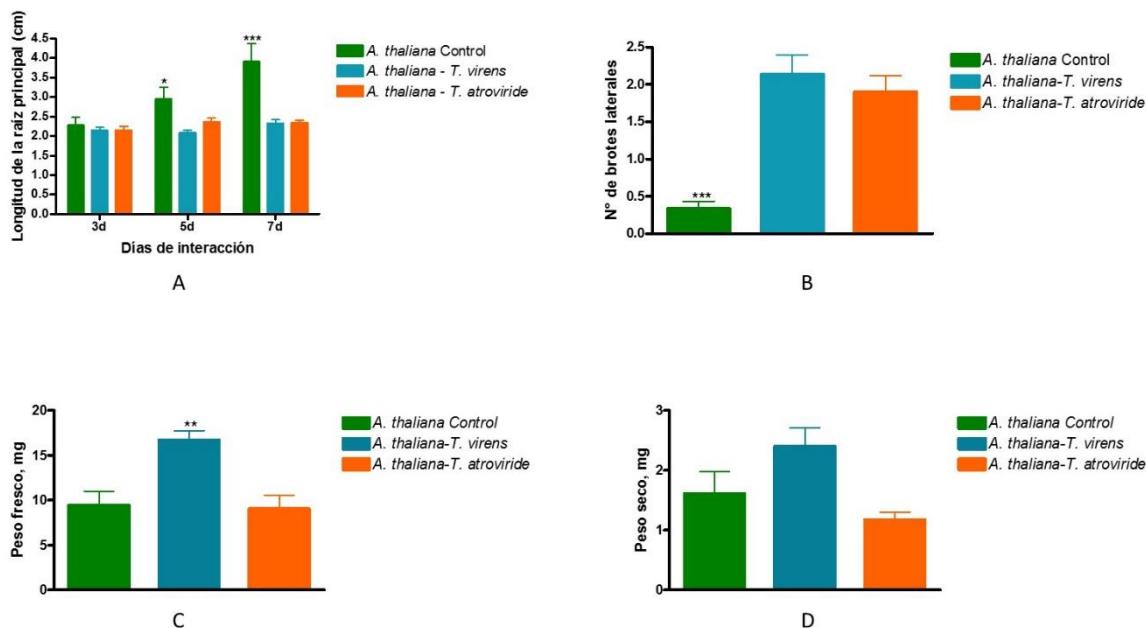 Longitud de la raiz principal (cm)
4.5
4.0
3.5
3.0
2.5
2.0
1.5
1.0
0.5
0.0
*
***
3d
5d
7d
Días de interacción
A. thaliana Control
A. thaliana - T. virens
A. thaliana - T. atroviride
A
N° de brotes laterales
2.5
2.0
1.5
1.0
0.5
0.0
***
A. thaliana Control
A. thaliana-T. virens
A. thaliana-T. atroviride
B
Peso fresco, mg
20
15
10
5
0
**
A. thaliana Control
A. thaliana-T. virens
A. thaliana-T. atroviride
C
Peso seco, mg
3
2
1
0
A. thaliana Control
A. thaliana-T. virens
A. thaliana-T. atroviride
D